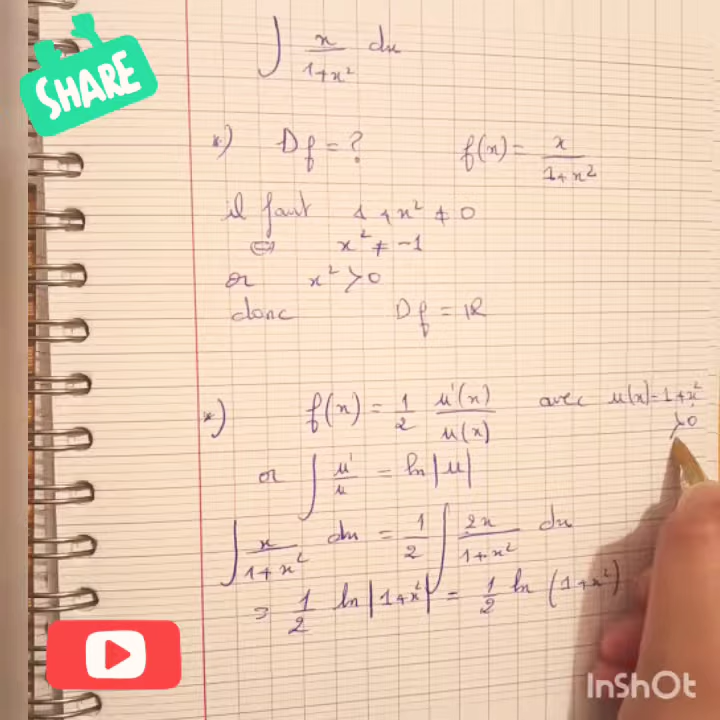 SHARE
∫ x/(1+x²) dx
*) Df = ? f(x) = x/(1+x²)
il faut 1+x² ≠ 0
⇔ x² ≠ -1
or x² > 0
donc Df = IR
*) f(x) = 1/2 u'(x)/u(x) avec u(x) = 1+x²
> 0
or ∫ u'/u = ln|u|
∫ x/(1+x²) dx = 1/2 ∫ 2x/(1+x²) dx
= 1/2 ln|1+x²| = 1/2 ln(1+x²)
InShOt